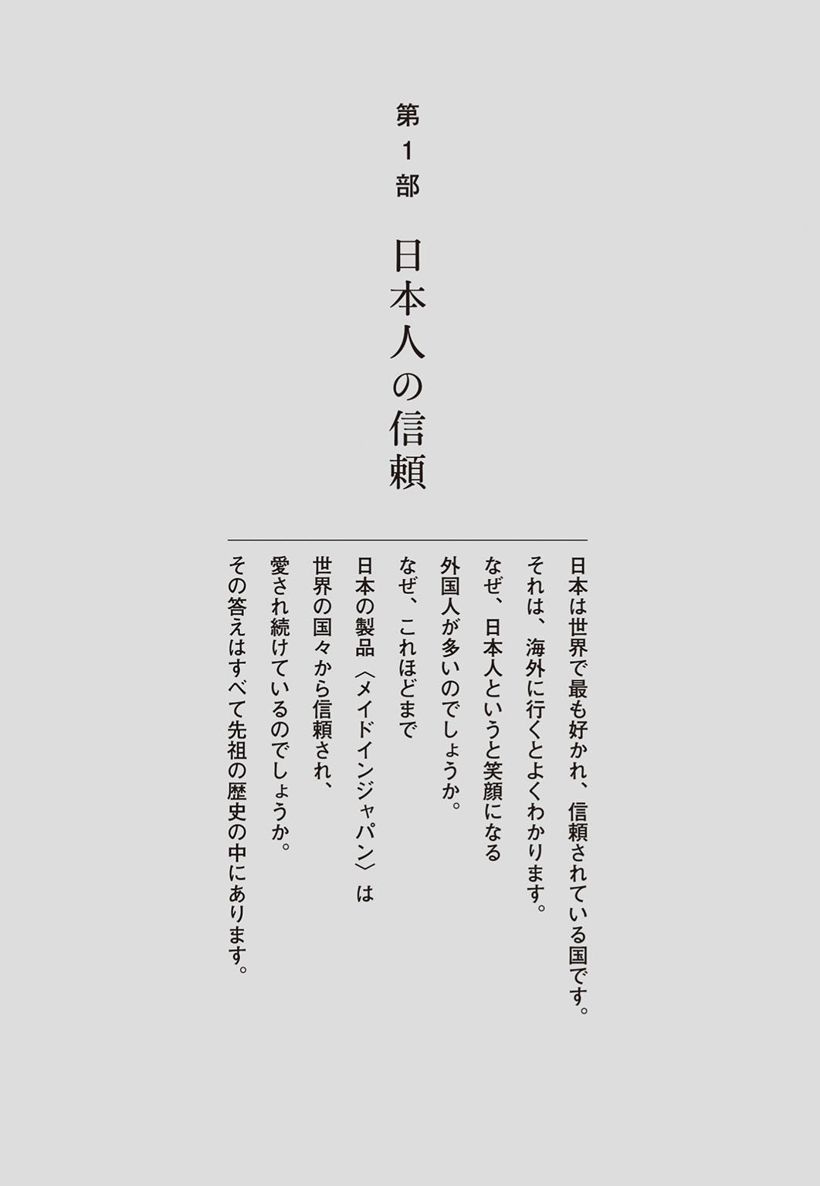 第1部 日本人の信頼
日本は世界で最も好かれ、信頼されている国です。
それは、海外に行くとよくわかります。
なぜ、日本人というと笑顔になる
外国人が多いのでしょうか。
なぜ、これほどまで
日本の製品〈メイドインジャパン〉は
世界の国々から信頼され、
愛され続けているのでしょうか。
その答えはすべて先祖の歴史の中にあります。